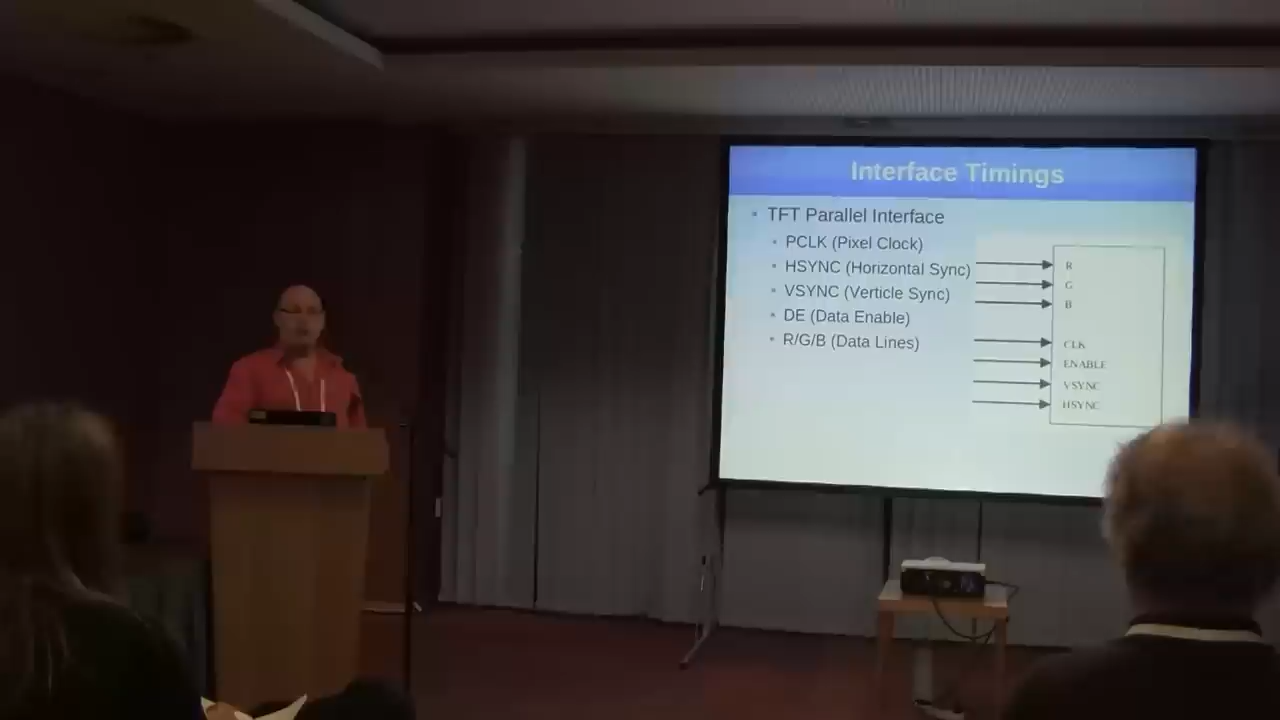 Interface Timings
TFT Parallel Interface
PCLK (Pixel Clock)
HSYNC (Horizontal Sync)
VSYNC (Verticle Sync)
DE (Data Enable)
R/G/B (Data Lines)
R
G
B
CLK
ENABLE
VSYNC
HSYNC